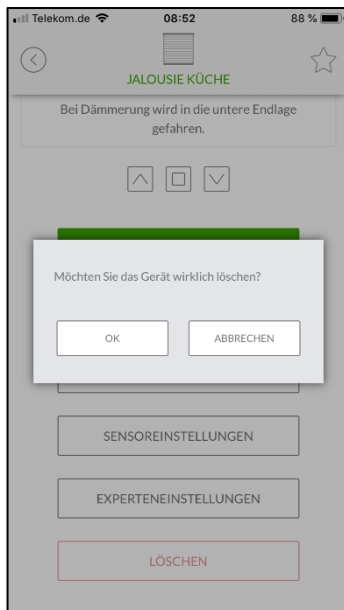 Telekom.de 08:52 88 %
JALOUSIE KÜCHE
Bei Dämmerung wird in die untere Endlage
gefahren.
Möchten Sie das Gerät wirklich löschen?
OK ABBRECHEN
SENSOREINSTELLUNGEN
EXPERTENEINSTELLUNGEN
LÖSCHEN